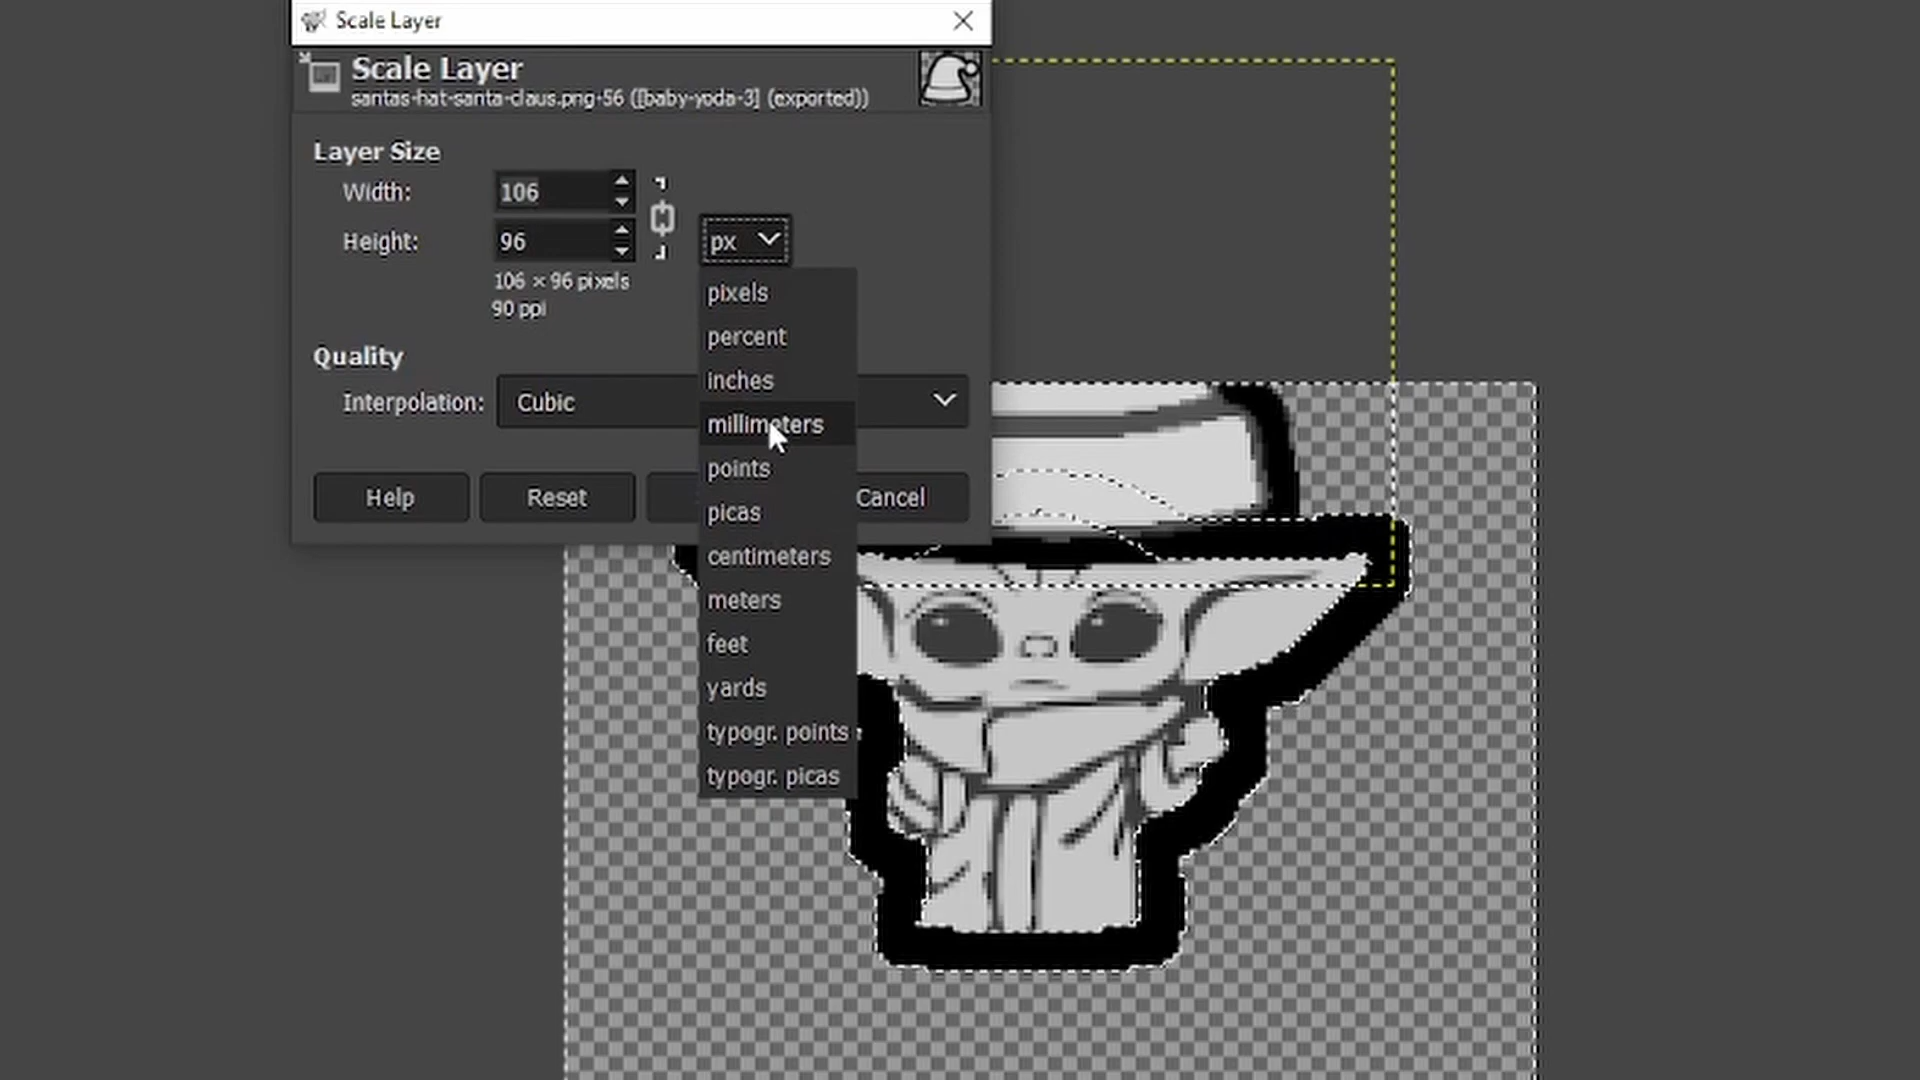 Scale Layer
Scale Layer
santas-hat-santa-claus.png-56 ([baby-yoda-3] (exported))
Layer Size
Width: 106
Height: 96 px
106 × 96 pixels
90 ppi
pixels
percent
inches
millimeters
points
picas
centimeters
meters
feet
yards
typogr. points
typogr. picas
Quality
Interpolation: Cubic
Help Reset Cancel